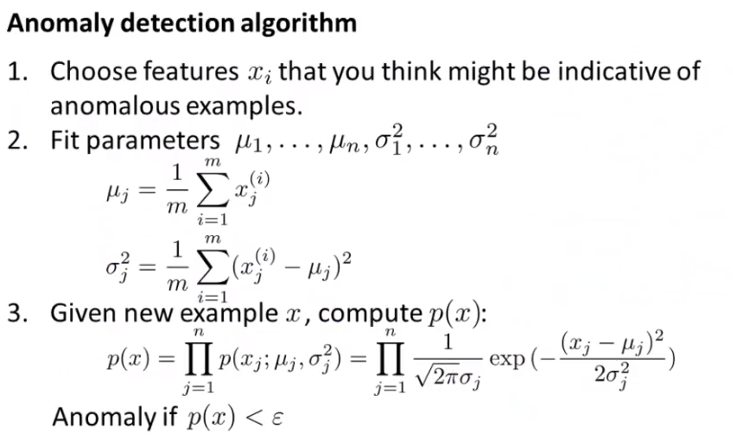 Anomaly detection algorithm
1. Choose features $x_i$ that you think might be indicative of
anomalous examples.
2. Fit parameters $\mu_1, \ldots, \mu_n, \sigma_1^2, \ldots, \sigma_n^2$
$\mu_j = \frac{1}{m} \sum_{i=1}^{m} x_j^{(i)}$
$\sigma_j^2 = \frac{1}{m} \sum_{i=1}^{m} (x_j^{(i)} - \mu_j)^2$
3. Given new example $x$, compute $p(x)$:
$p(x) = \prod_{j=1}^{n} p(x_j; \mu_j, \sigma_j^2) = \prod_{j=1}^{n} \frac{1}{\sqrt{2\pi}\sigma_j} \exp(-\frac{(x_j - \mu_j)^2}{2\sigma_j^2})$
Anomaly if $p(x) < \varepsilon$